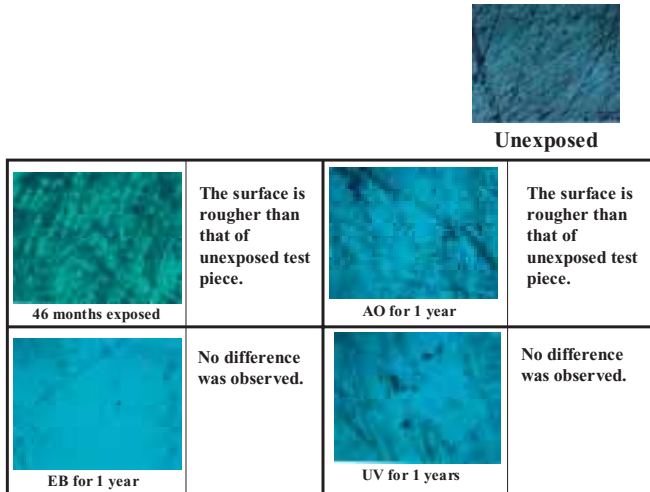 Unexposed
The surface is
rougher than
that of
unexposed test
piece.
46 months exposed
The surface is
rougher than
that of
unexposed test
piece.
AO for 1 year
No difference
was observed.
EB for 1 year
No difference
was observed.
UV for 1 years